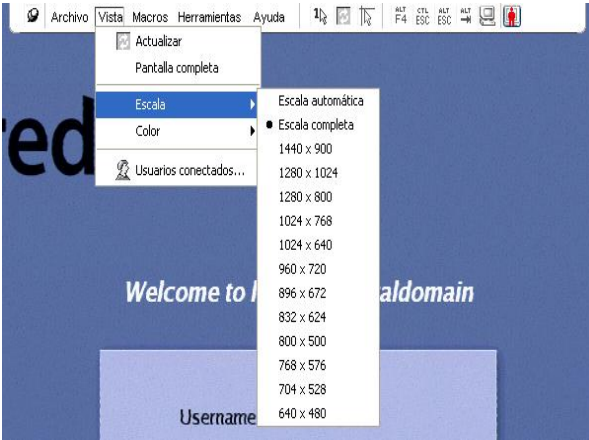 Archivo Vista Macros Herramientas Ayuda ALT F4 CTL ESC ALT ESC ALT
Actualizar
Pantalla completa
Escala
Color
Usuarios conectados...
Escala automática
Escala completa
1440 x 900
1280 x 1024
1280 x 800
1024 x 768
1024 x 640
960 x 720
896 x 672
832 x 624
800 x 500
768 x 576
704 x 528
640 x 480
ed
Welcome to aldomain
Username